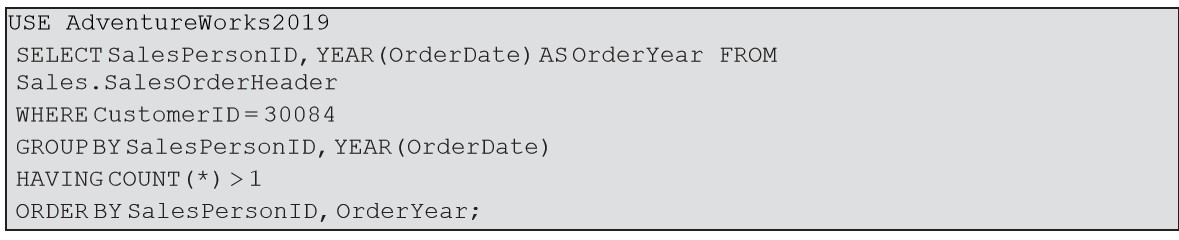 USE AdventureWorks2019
SELECT SalesPersonID, YEAR(OrderDate) AS OrderYear FROM
Sales.SalesOrderHeader
WHERE CustomerID = 30084
GROUP BY SalesPersonID, YEAR(OrderDate)
HAVING COUNT(*) > 1
ORDER BY SalesPersonID, OrderYear;